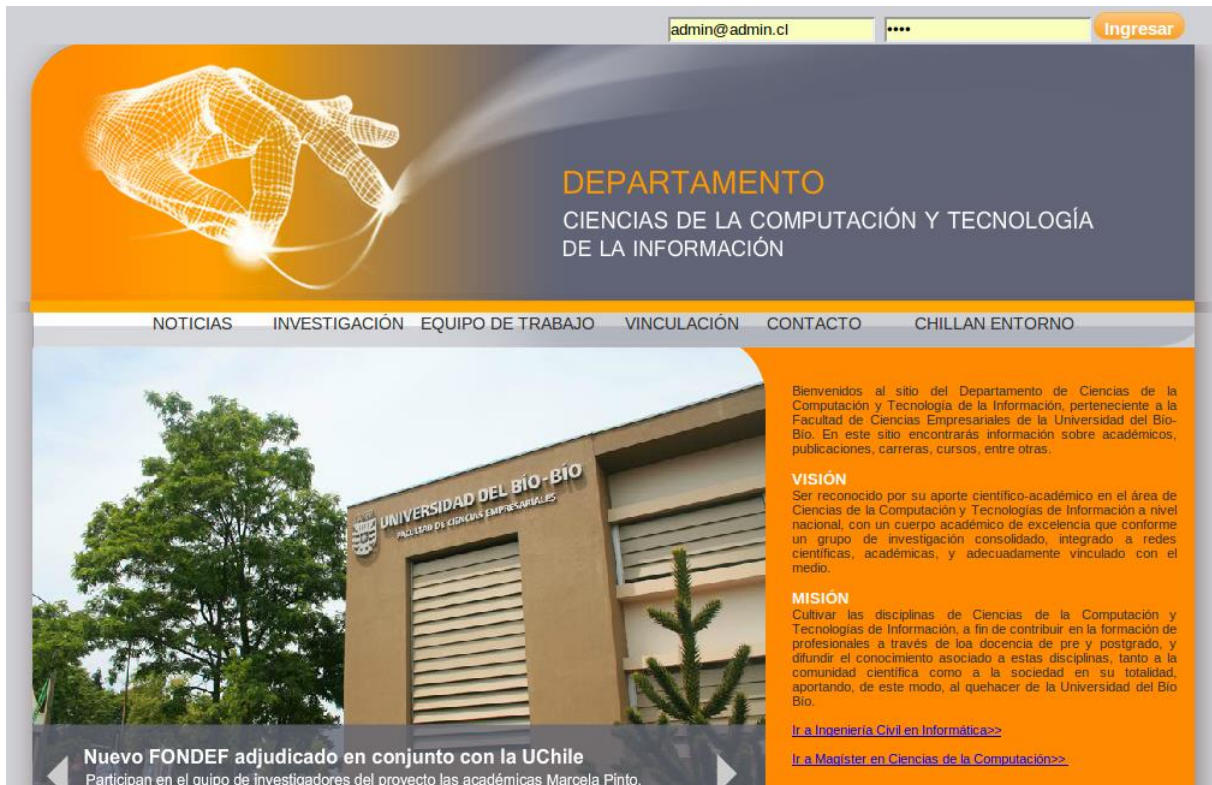 admin@admin.cl
••••
Ingresar
DEPARTAMENTO
CIENCIAS DE LA COMPUTACIÓN Y TECNOLOGÍA
DE LA INFORMACIÓN
NOTICIAS INVESTIGACIÓN EQUIPO DE TRABAJO VINCULACIÓN CONTACTO CHILLAN ENTORNO
UNIVERSIDAD DEL BÍO-BÍO
FACULTAD DE CIENCIAS EMPRESARIALES
Nuevo FONDEF adjudicado en conjunto con la UChile
Participan en el quipo de investigadores del proyecto las académicas Marcela Pinto,
Bienvenidos al sitio del Departamento de Ciencias de la
Computación y Tecnología de la Información, perteneciente a la
Facultad de Ciencias Empresariales de la Universidad del Bío-
Bío. En este sitio encontrarás información sobre académicos,
publicaciones, carreras, cursos, entre otras.
VISIÓN
Ser reconocido por su aporte científico-académico en el área de
Ciencias de la Computación y Tecnologías de Información a nivel
nacional, con un cuerpo académico de excelencia que conforme
un grupo de investigación consolidado, integrado a redes
científicas, académicas, y adecuadamente vinculado con el
medio.
MISIÓN
Cultivar las disciplinas de Ciencias de la Computación y
Tecnologías de Información, a fin de contribuir en la formación de
profesionales a través de loa docencia de pre y postgrado, y
difundir el conocimiento asociado a estas disciplinas, tanto a la
comunidad científica como a la sociedad en su totalidad,
aportando, de este modo, al quehacer de la Universidad del Bío
Bío.
Ir a Ingeniería Civil en Informática>>
Ir a Magíster en Ciencias de la Computación>>